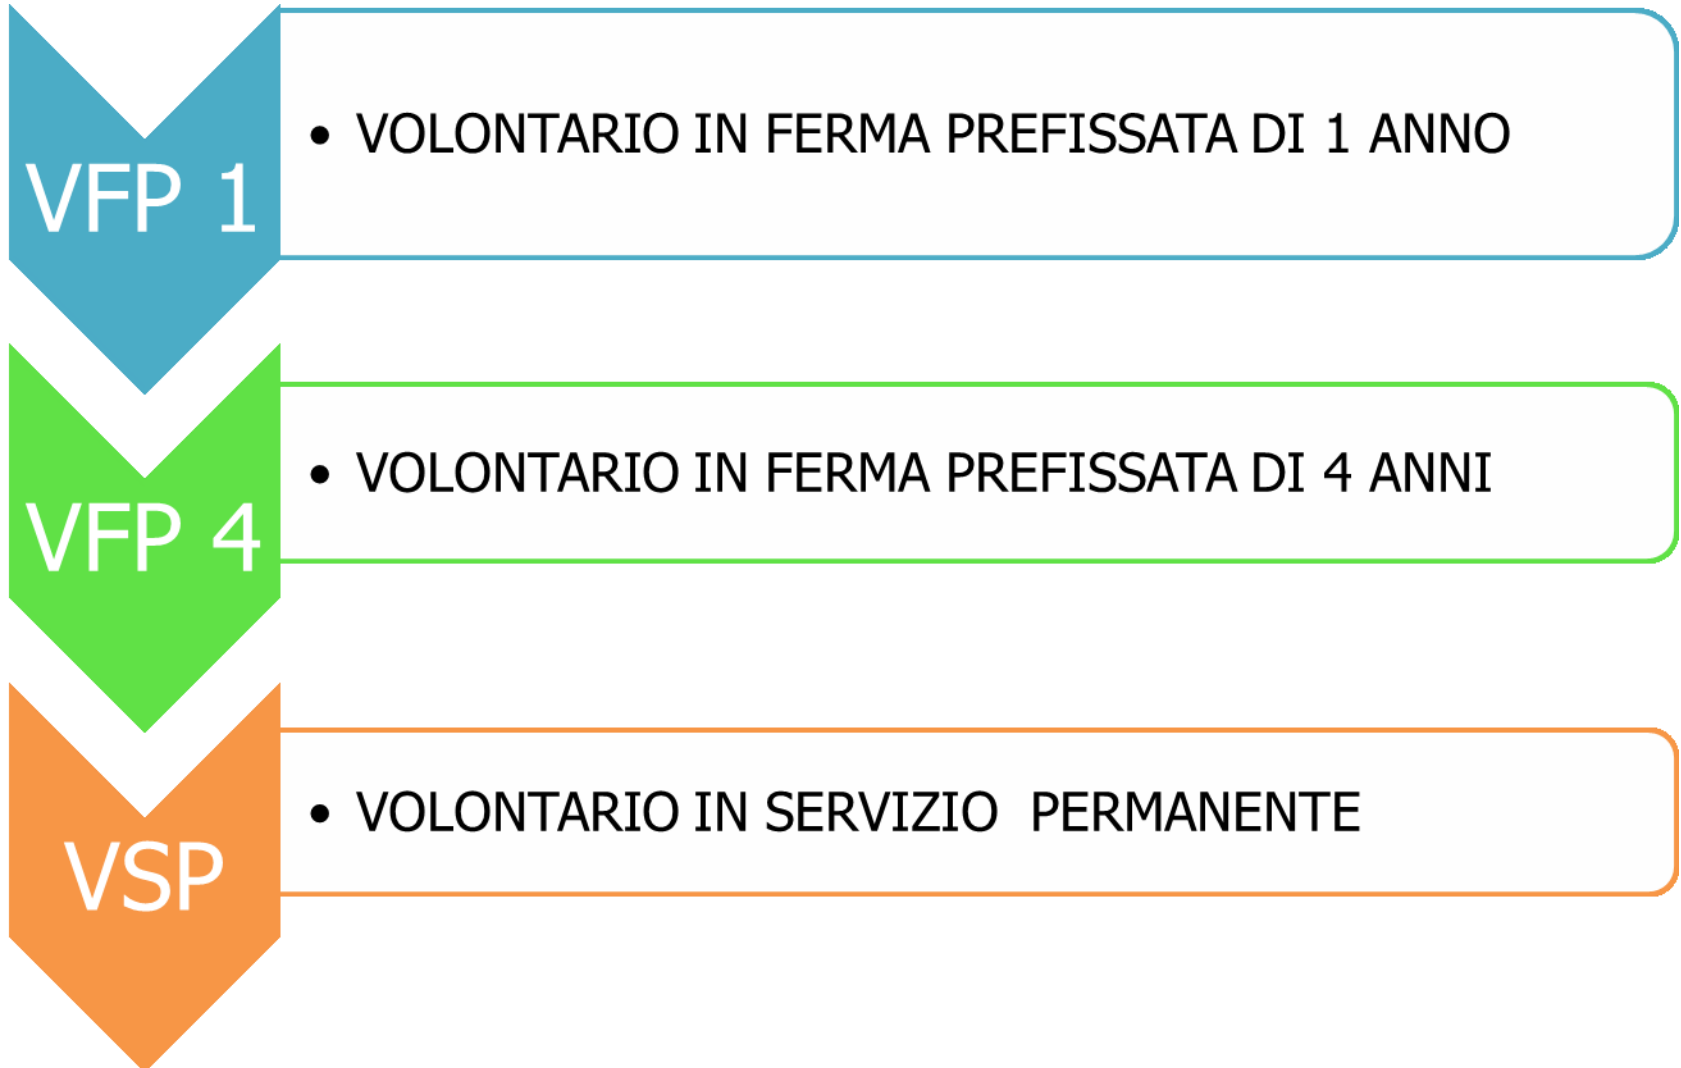 VFP 1
• VOLONTARIO IN FERMA PREFISSATA DI 1 ANNO
VFP 4
• VOLONTARIO IN FERMA PREFISSATA DI 4 ANNI
VSP
• VOLONTARIO IN SERVIZIO  PERMANENTE